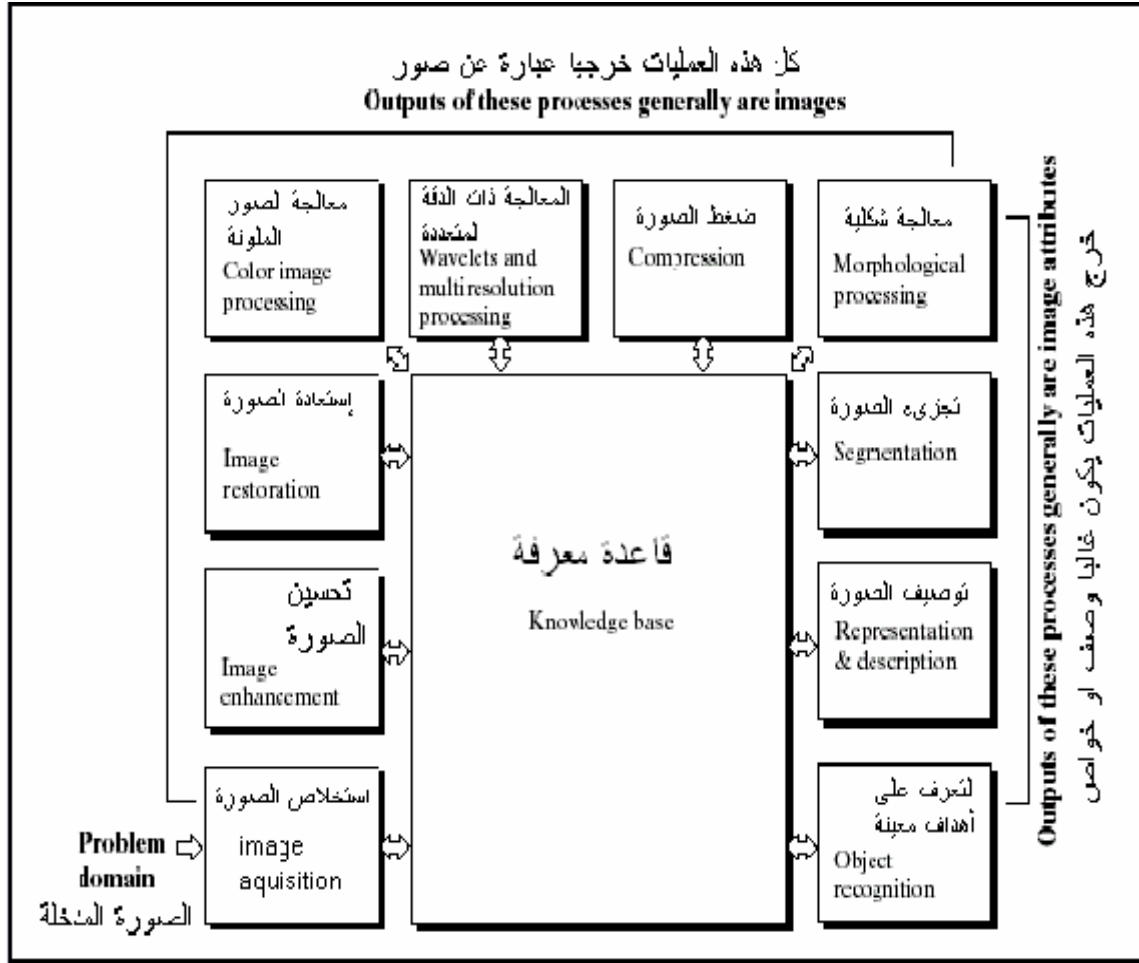 كل هذه العمليات خرجها عبارة عن صور
Outputs of these processes generally are images
معالجة لصور
الملونة
Color image
processing
المعالجة ذات الدقة
لمتعددة
Wavelets and
multiresolution
processing
ضغط الصورة
Compression
معالجة شكلية
Morphological
processing
إستعادة الصورة
Image
restoration
تحسين
الصورة
Image
enhancement
استخلاص الصورة
image
aquisition
Problem
domain
الصورة المدخلة
قاعدة معرفة
Knowledge base
تجزيء الصورة
Segmentation
توصيف الصورة
Representation
& description
لتعرف على
أهداف معينة
Object
recognition
Outputs of these processes generally are image attributes
خرج هذه العمليات يكون غالبا وصف او خواص